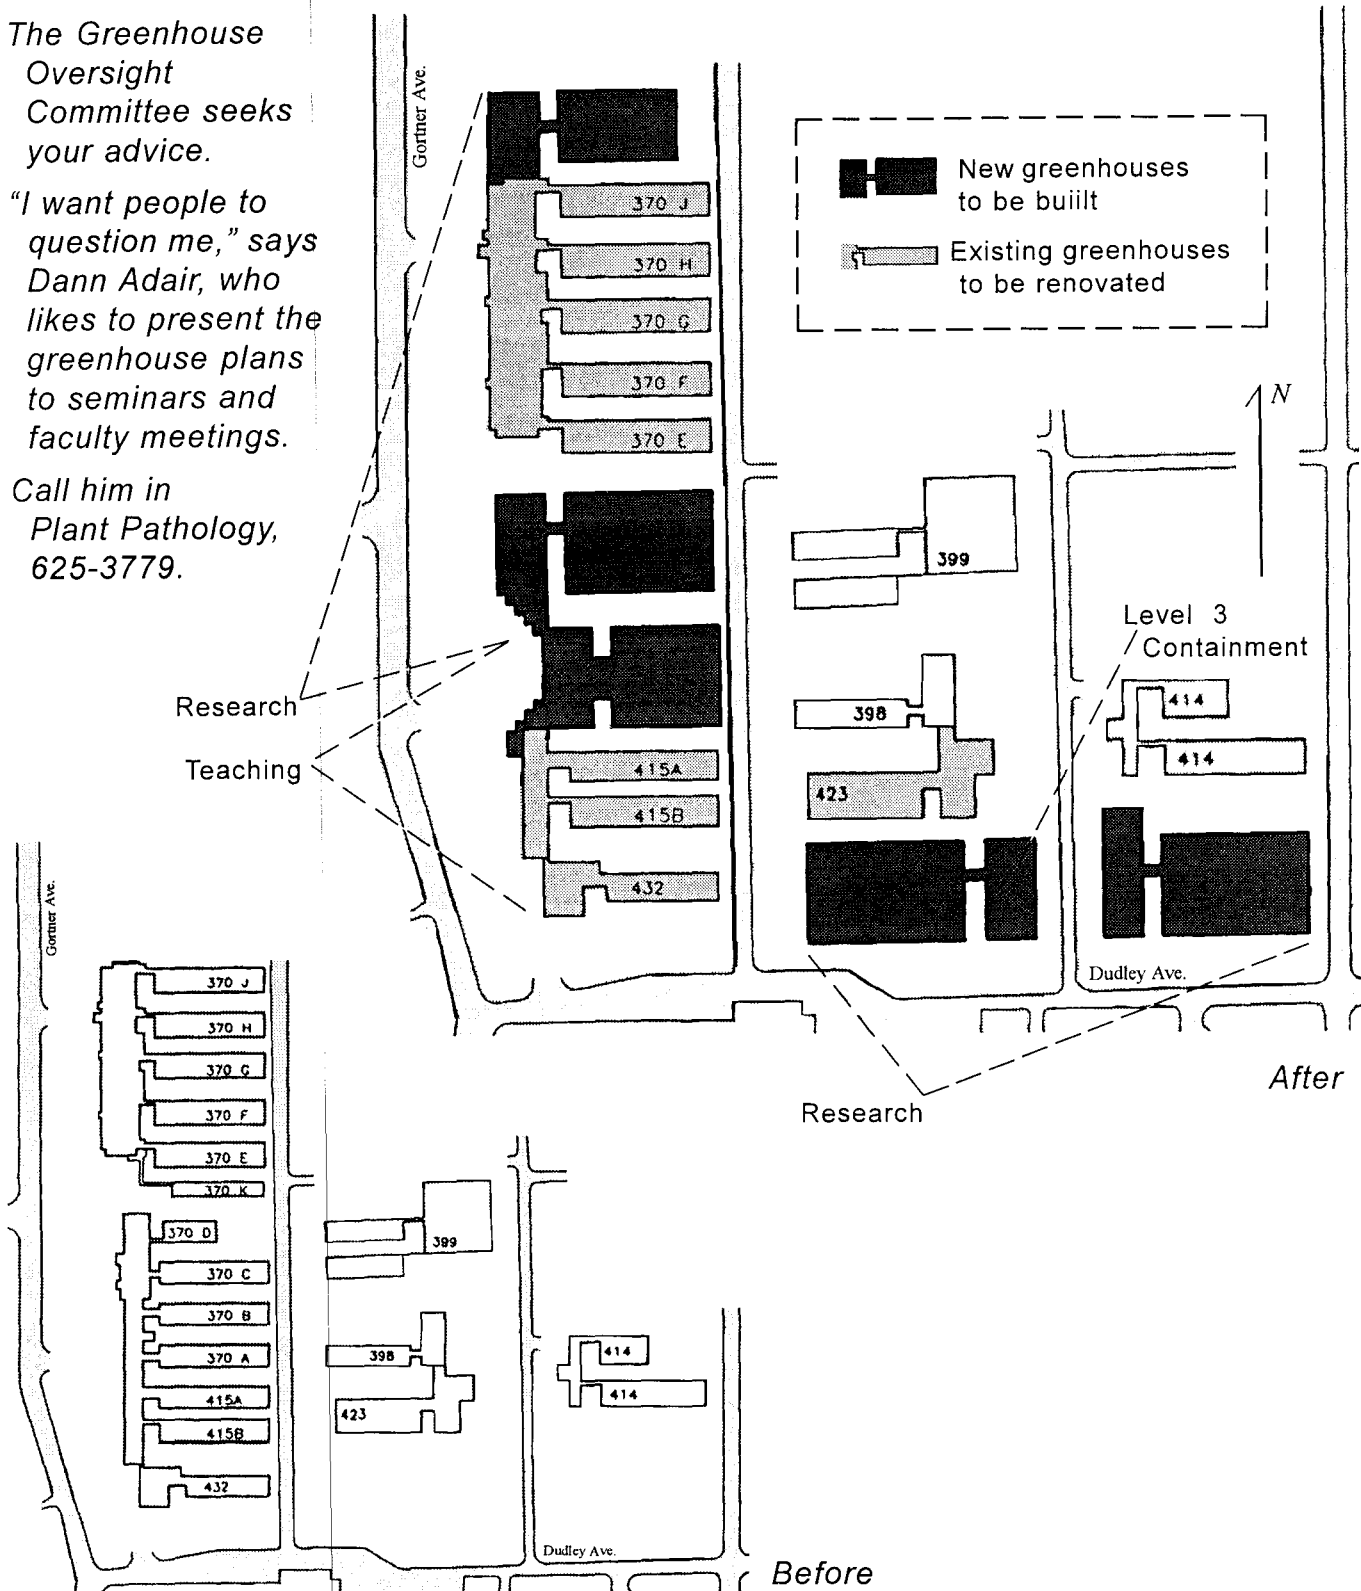 The Greenhouse
Oversight
Committee seeks
your advice.
“I want people to
question me,” says
Dann Adair, who
likes to present the
greenhouse plans
to seminars and
faculty meetings.
Call him in
Plant Pathology,
625-3779.
Gortner Ave.
New greenhouses
to be buiilt
Existing greenhouses
to be renovated
N
370 J
370 H
370 G
370 F
370 E
399
Level 3
Containment
Research
Teaching
398
414
414
415A
423
415B
432
Dudley Ave.
Research
After
Gortner Ave.
370 J
370 H
370 G
370 F
370 E
370 K
370 D
399
370 C
370 B
370 A
398
414
415A
414
423
415B
432
Dudley Ave.
Before